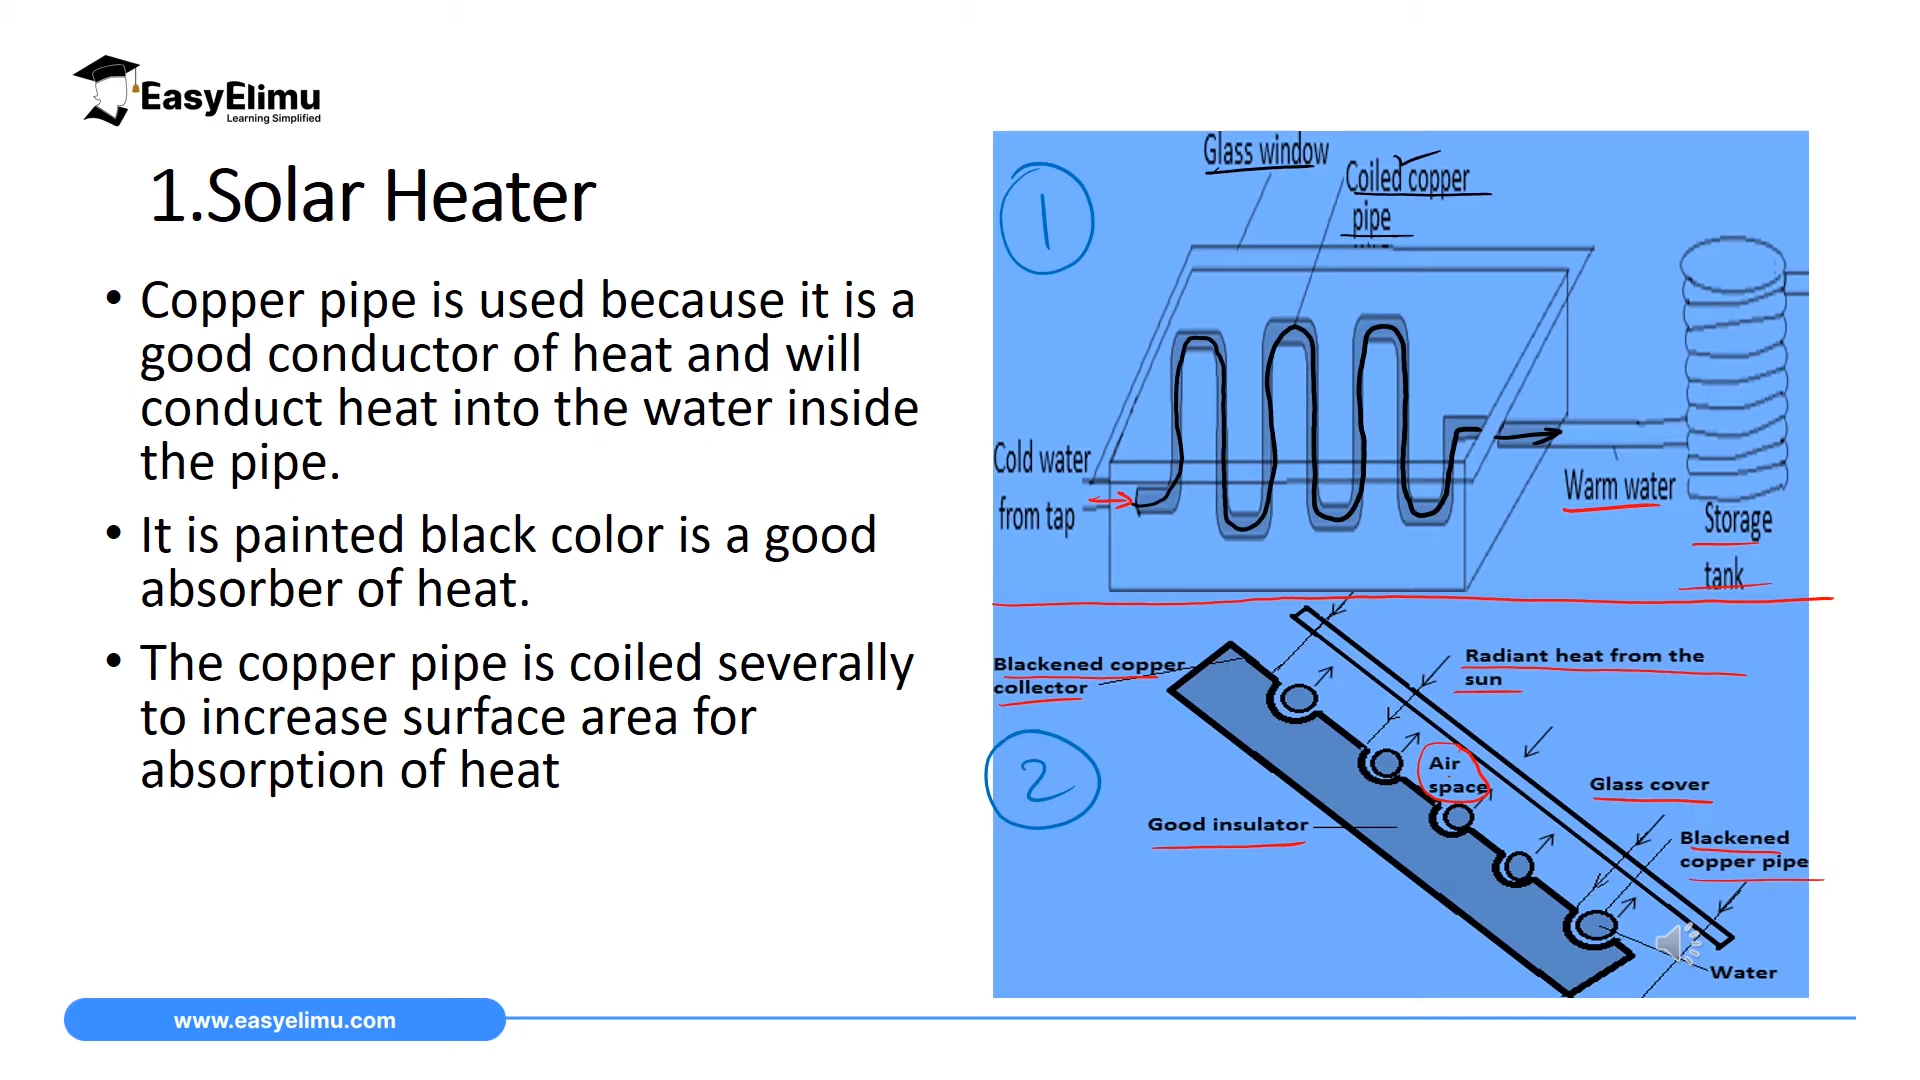 EasyElimu
Learning Simplified
1.Solar Heater
• Copper pipe is used because it is a
good conductor of heat and will
conduct heat into the water inside
the pipe.
• It is painted black color is a good
absorber of heat.
• The copper pipe is coiled severally
to increase surface area for
absorption of heat
1
Glass window
Coiled copper
pipe
Cold water
from tap
Warm water
Storage
tank
2
Blackened copper
collector
Radiant heat from the
sun
Air
space
Glass cover
Good insulator
Blackened
copper pipe
Water
www.easyelimu.com